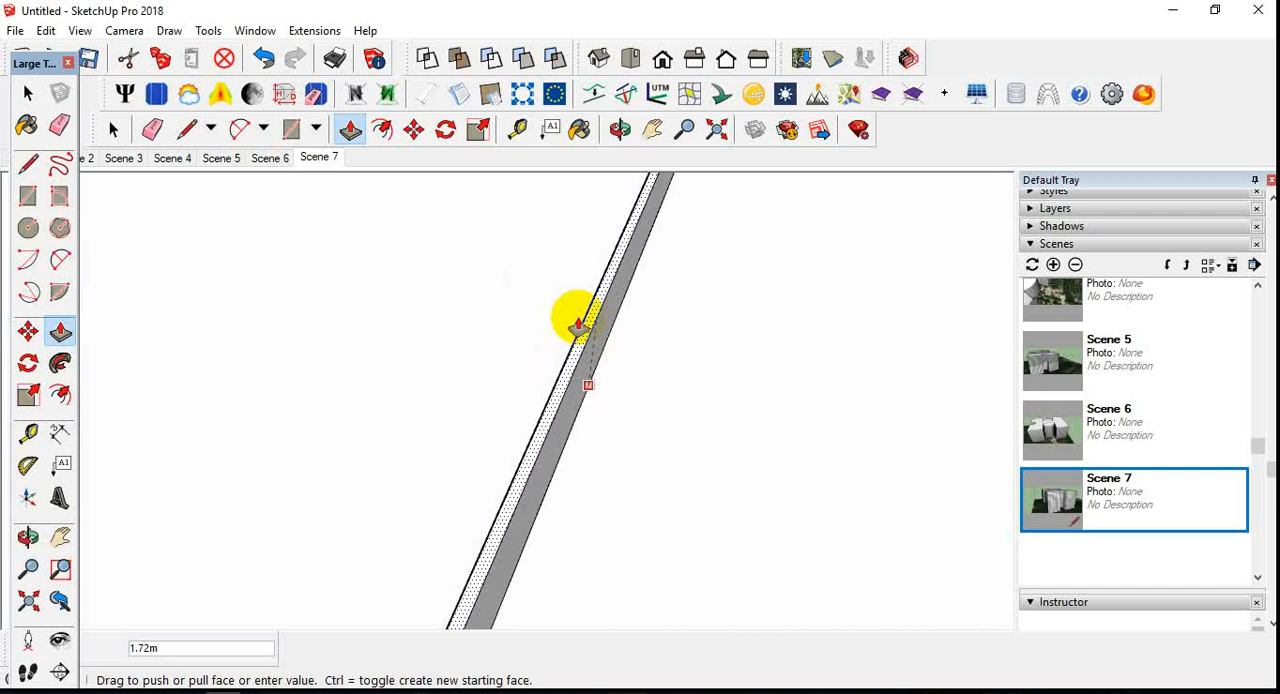 Untitled - SketchUp Pro 2018
File Edit View Camera Draw Tools Window Extensions Help
Large T...
UTM
A1
e 2 Scene 3 Scene 4 Scene 5 Scene 6 Scene 7
Default Tray
Styles
Layers
Shadows
Scenes
Photo: None
No Description
Scene 5
Photo: None
No Description
Scene 6
Photo: None
No Description
Scene 7
Photo: None
No Description
A1
Instructor
1.72m
Drag to push or pull face or enter value. Ctrl = toggle create new starting face.